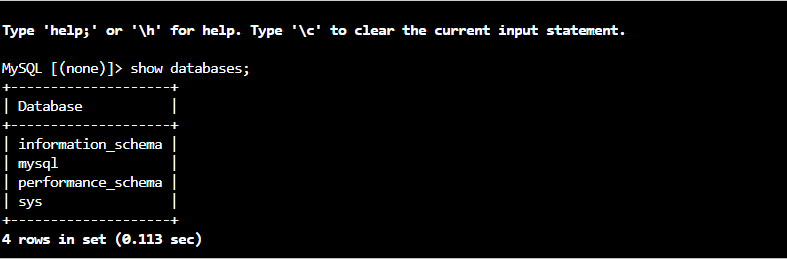 Type 'help;' or '\h' for help. Type '\c' to clear the current input statement.
MySQL [(none)]> show databases;
+--------------------+
| Database           |
+--------------------+
| information_schema |
| mysql              |
| performance_schema |
| sys                |
+--------------------+
4 rows in set (0.113 sec)